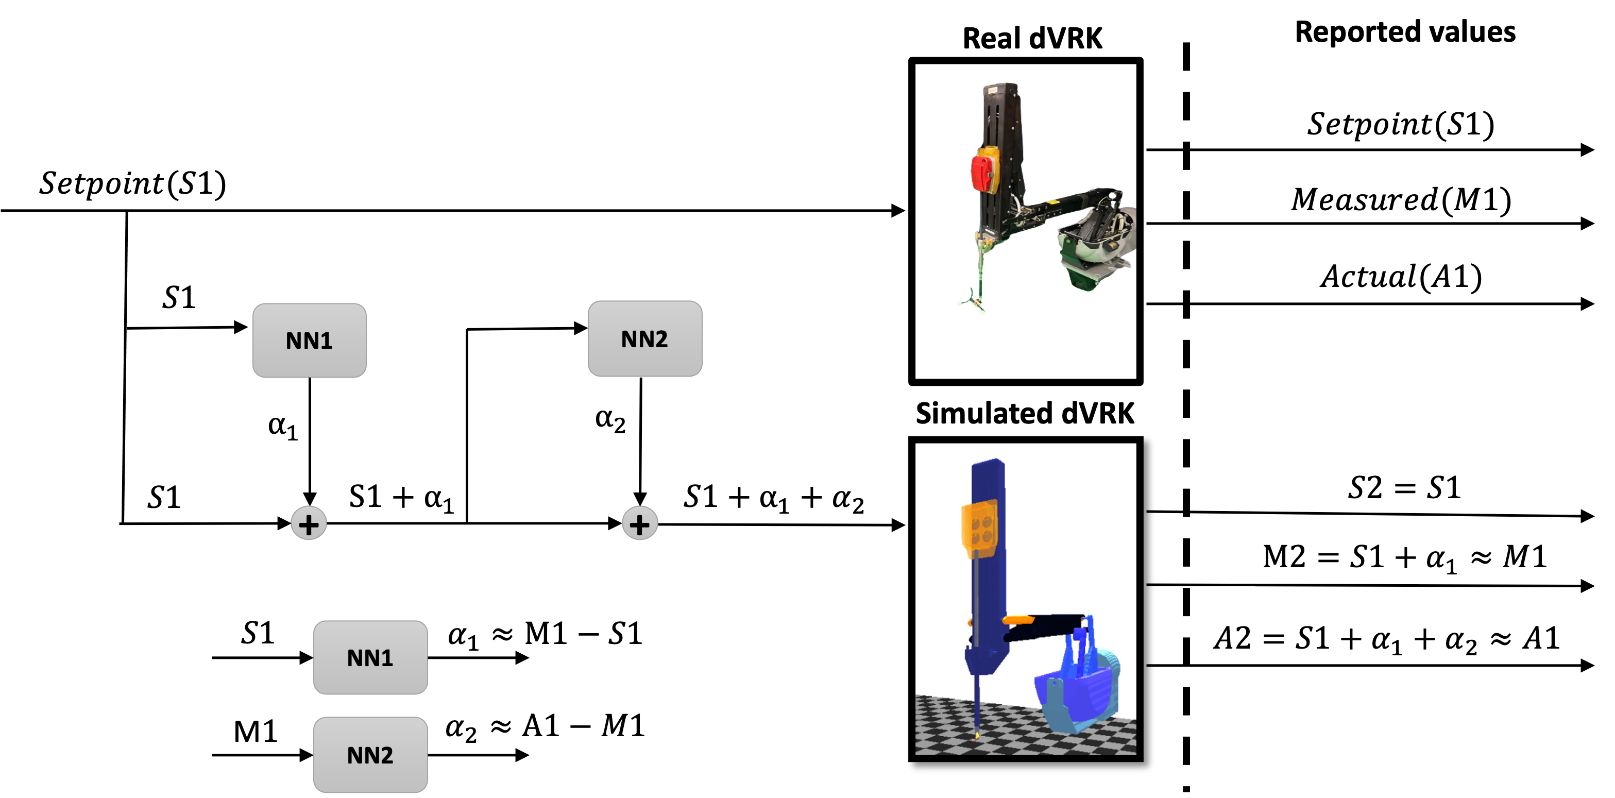 Real dVRK
Reported values
Setpoint(S1)
Setpoint(S1)
Measured(M1)
Actual(A1)
S1
NN1
NN2
α₁
α₂
Simulated dVRK
S1
S1 + α₁
S1 + α₁ + α₂
S2 = S1
M2 = S1 + α₁ ≈ M1
A2 = S1 + α₁ + α₂ ≈ A1
+
+
S1
NN1
α₁ ≈ M1 − S1
M1
NN2
α₂ ≈ A1 − M1